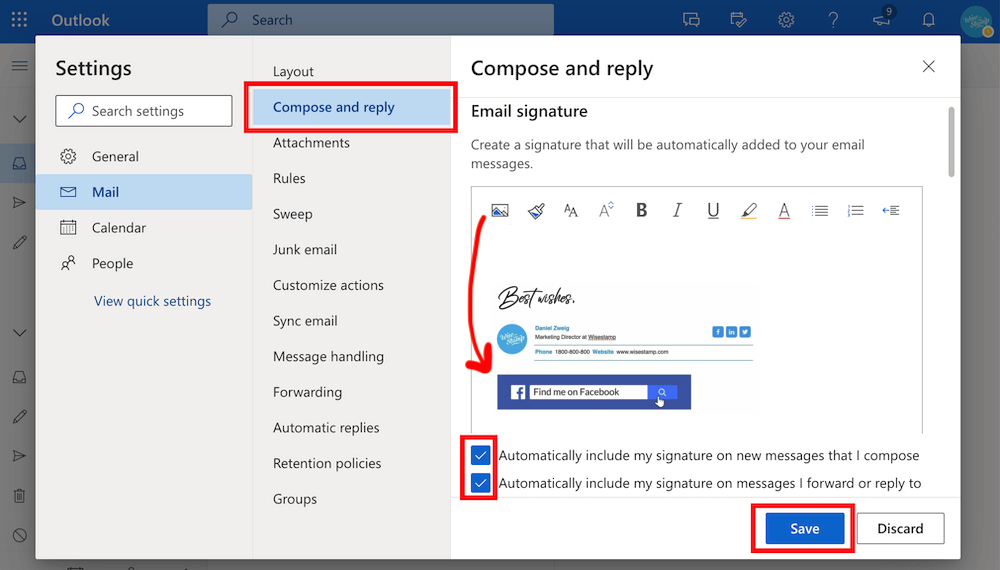 Outlook
Search
9
Settings
Search settings
General
Mail
Calendar
People
View quick settings
Layout
Compose and reply
Attachments
Rules
Sweep
Junk email
Customize actions
Sync email
Message handling
Forwarding
Automatic replies
Retention policies
Groups
Compose and reply
Email signature
Create a signature that will be automatically added to your email
messages.
Best wishes,
Daniel Zweig
Marketing Director at Wisestamp
Phone 1800-800-800 Website www.wisestamp.com
Find me on Facebook
Automatically include my signature on new messages that I compose
Automatically include my signature on messages I forward or reply to
Save
Discard